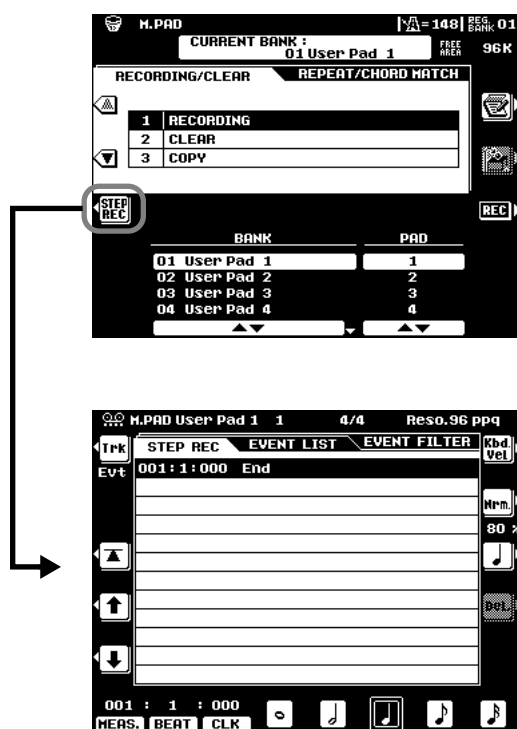 M.PAD =148 REG. BANK 01
CURRENT BANK :
01 User Pad 1
FREE AREA 96K
RECORDING/CLEAR REPEAT/CHORD MATCH
1 RECORDING
2 CLEAR
3 COPY
STEP REC
REC
BANK PAD
01 User Pad 1 1
02 User Pad 2 2
03 User Pad 3 3
04 User Pad 4 4
M.PAD User Pad 1 1 4/4 Reso.96 ppq
Trk STEP REC EVENT LIST EVENT FILTER Kbd. Vel
Evt 001:1:000 End
Nrm.
80 %
Del.
001 : 1 : 000
MEAS. BEAT CLK